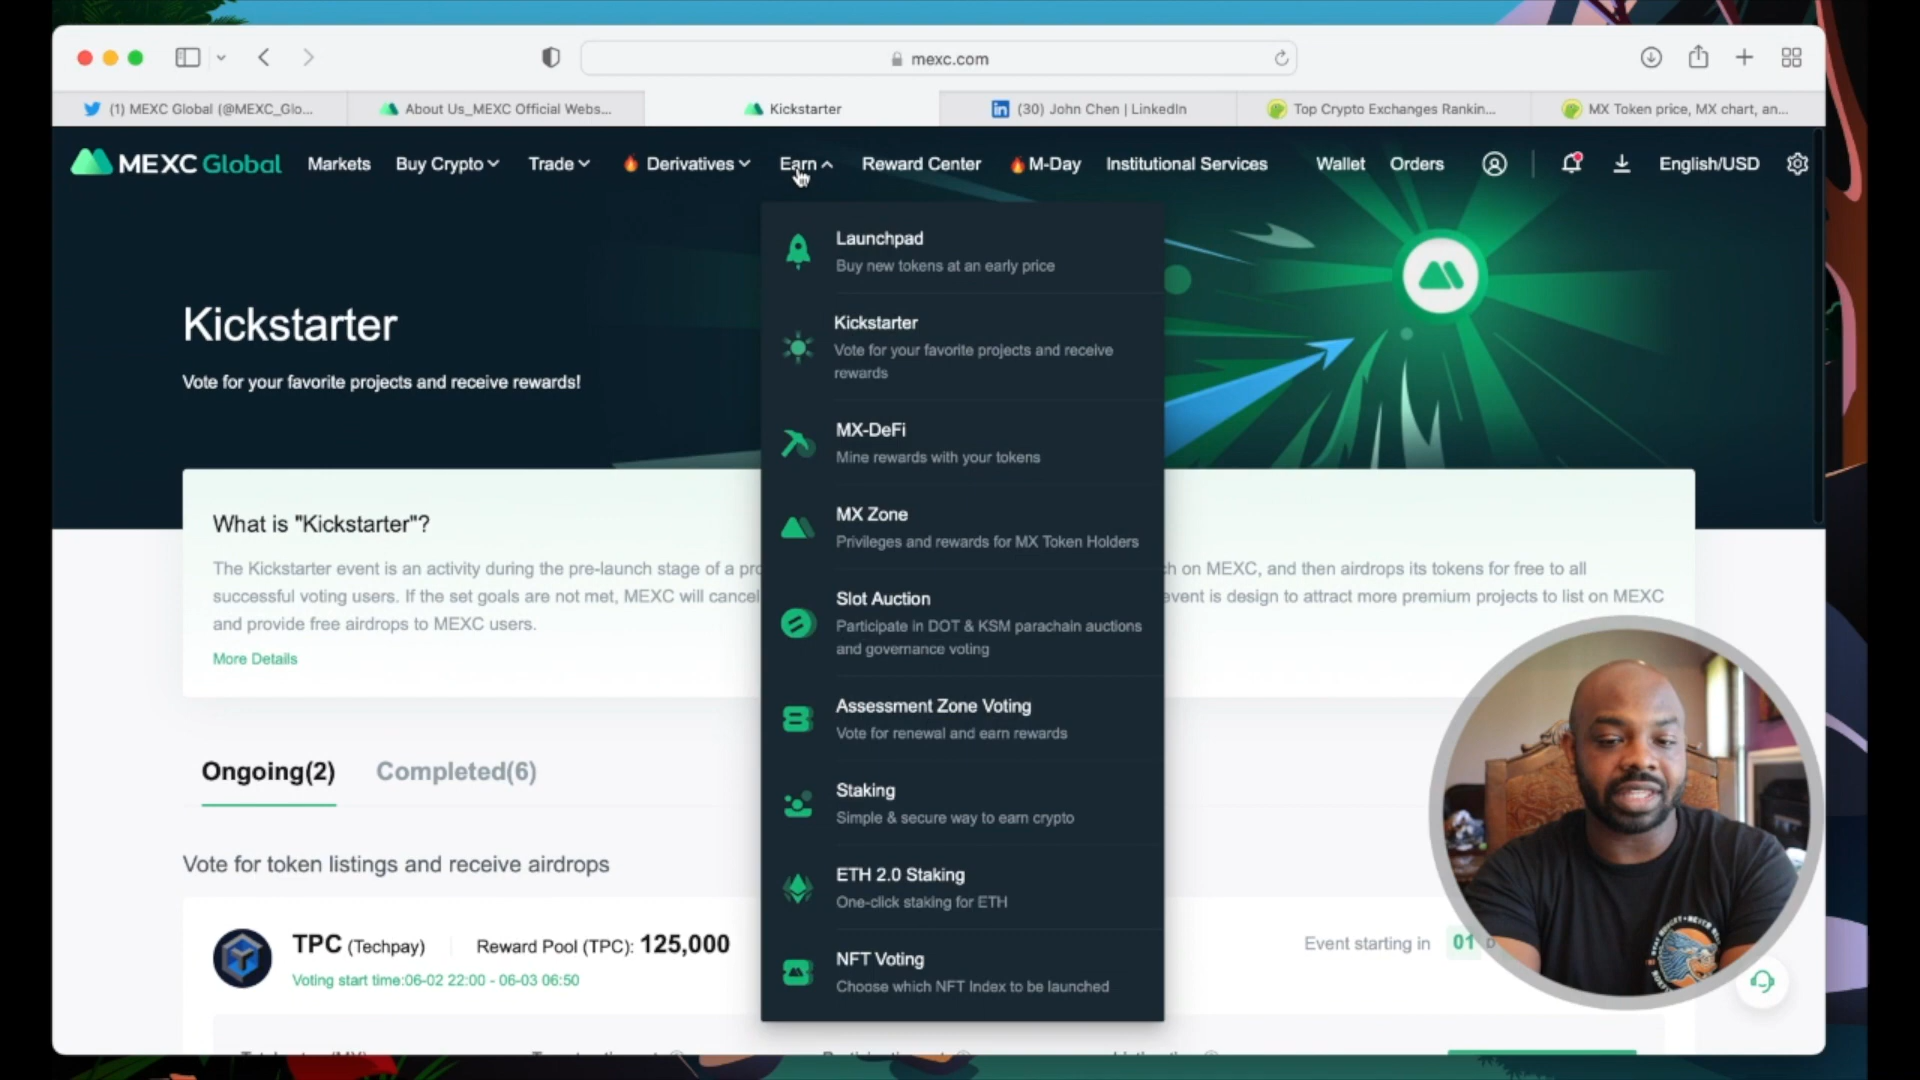 mexc.com
(1) MEXC Global (@MEXC_Glo...
About Us_MEXC Official Webs...
Kickstarter
(30) John Chen | LinkedIn
Top Crypto Exchanges Rankin...
MX Token price, MX chart, an...
MEXC Global
Markets
Buy Crypto
Trade
Derivatives
Earn
Reward Center
M-Day
Institutional Services
Wallet
Orders
English/USD
Kickstarter
Vote for your favorite projects and receive rewards!
Launchpad
Buy new tokens at an early price
Kickstarter
Vote for your favorite projects and receive
rewards
MX-DeFi
Mine rewards with your tokens
MX Zone
Privileges and rewards for MX Token Holders
Slot Auction
Participate in DOT & KSM parachain auctions
and governance voting
Assessment Zone Voting
Vote for renewal and earn rewards
Staking
Simple & secure way to earn crypto
ETH 2.0 Staking
One-click staking for ETH
NFT Voting
Choose which NFT Index to be launched
What is "Kickstarter"?
The Kickstarter event is an activity during the pre-launch stage of a
on MEXC, and then airdrops its tokens for free to all
successful voting users. If the set goals are not met, MEXC will cancel
event is design to attract more premium projects to list on MEXC
and provide free airdrops to MEXC users.
More Details
Ongoing(2)
Completed(6)
Vote for token listings and receive airdrops
TPC (Techpay)
Reward Pool (TPC): 125,000
Event starting in 01 D
Voting start time:06-02 22:00 - 06-03 06:50